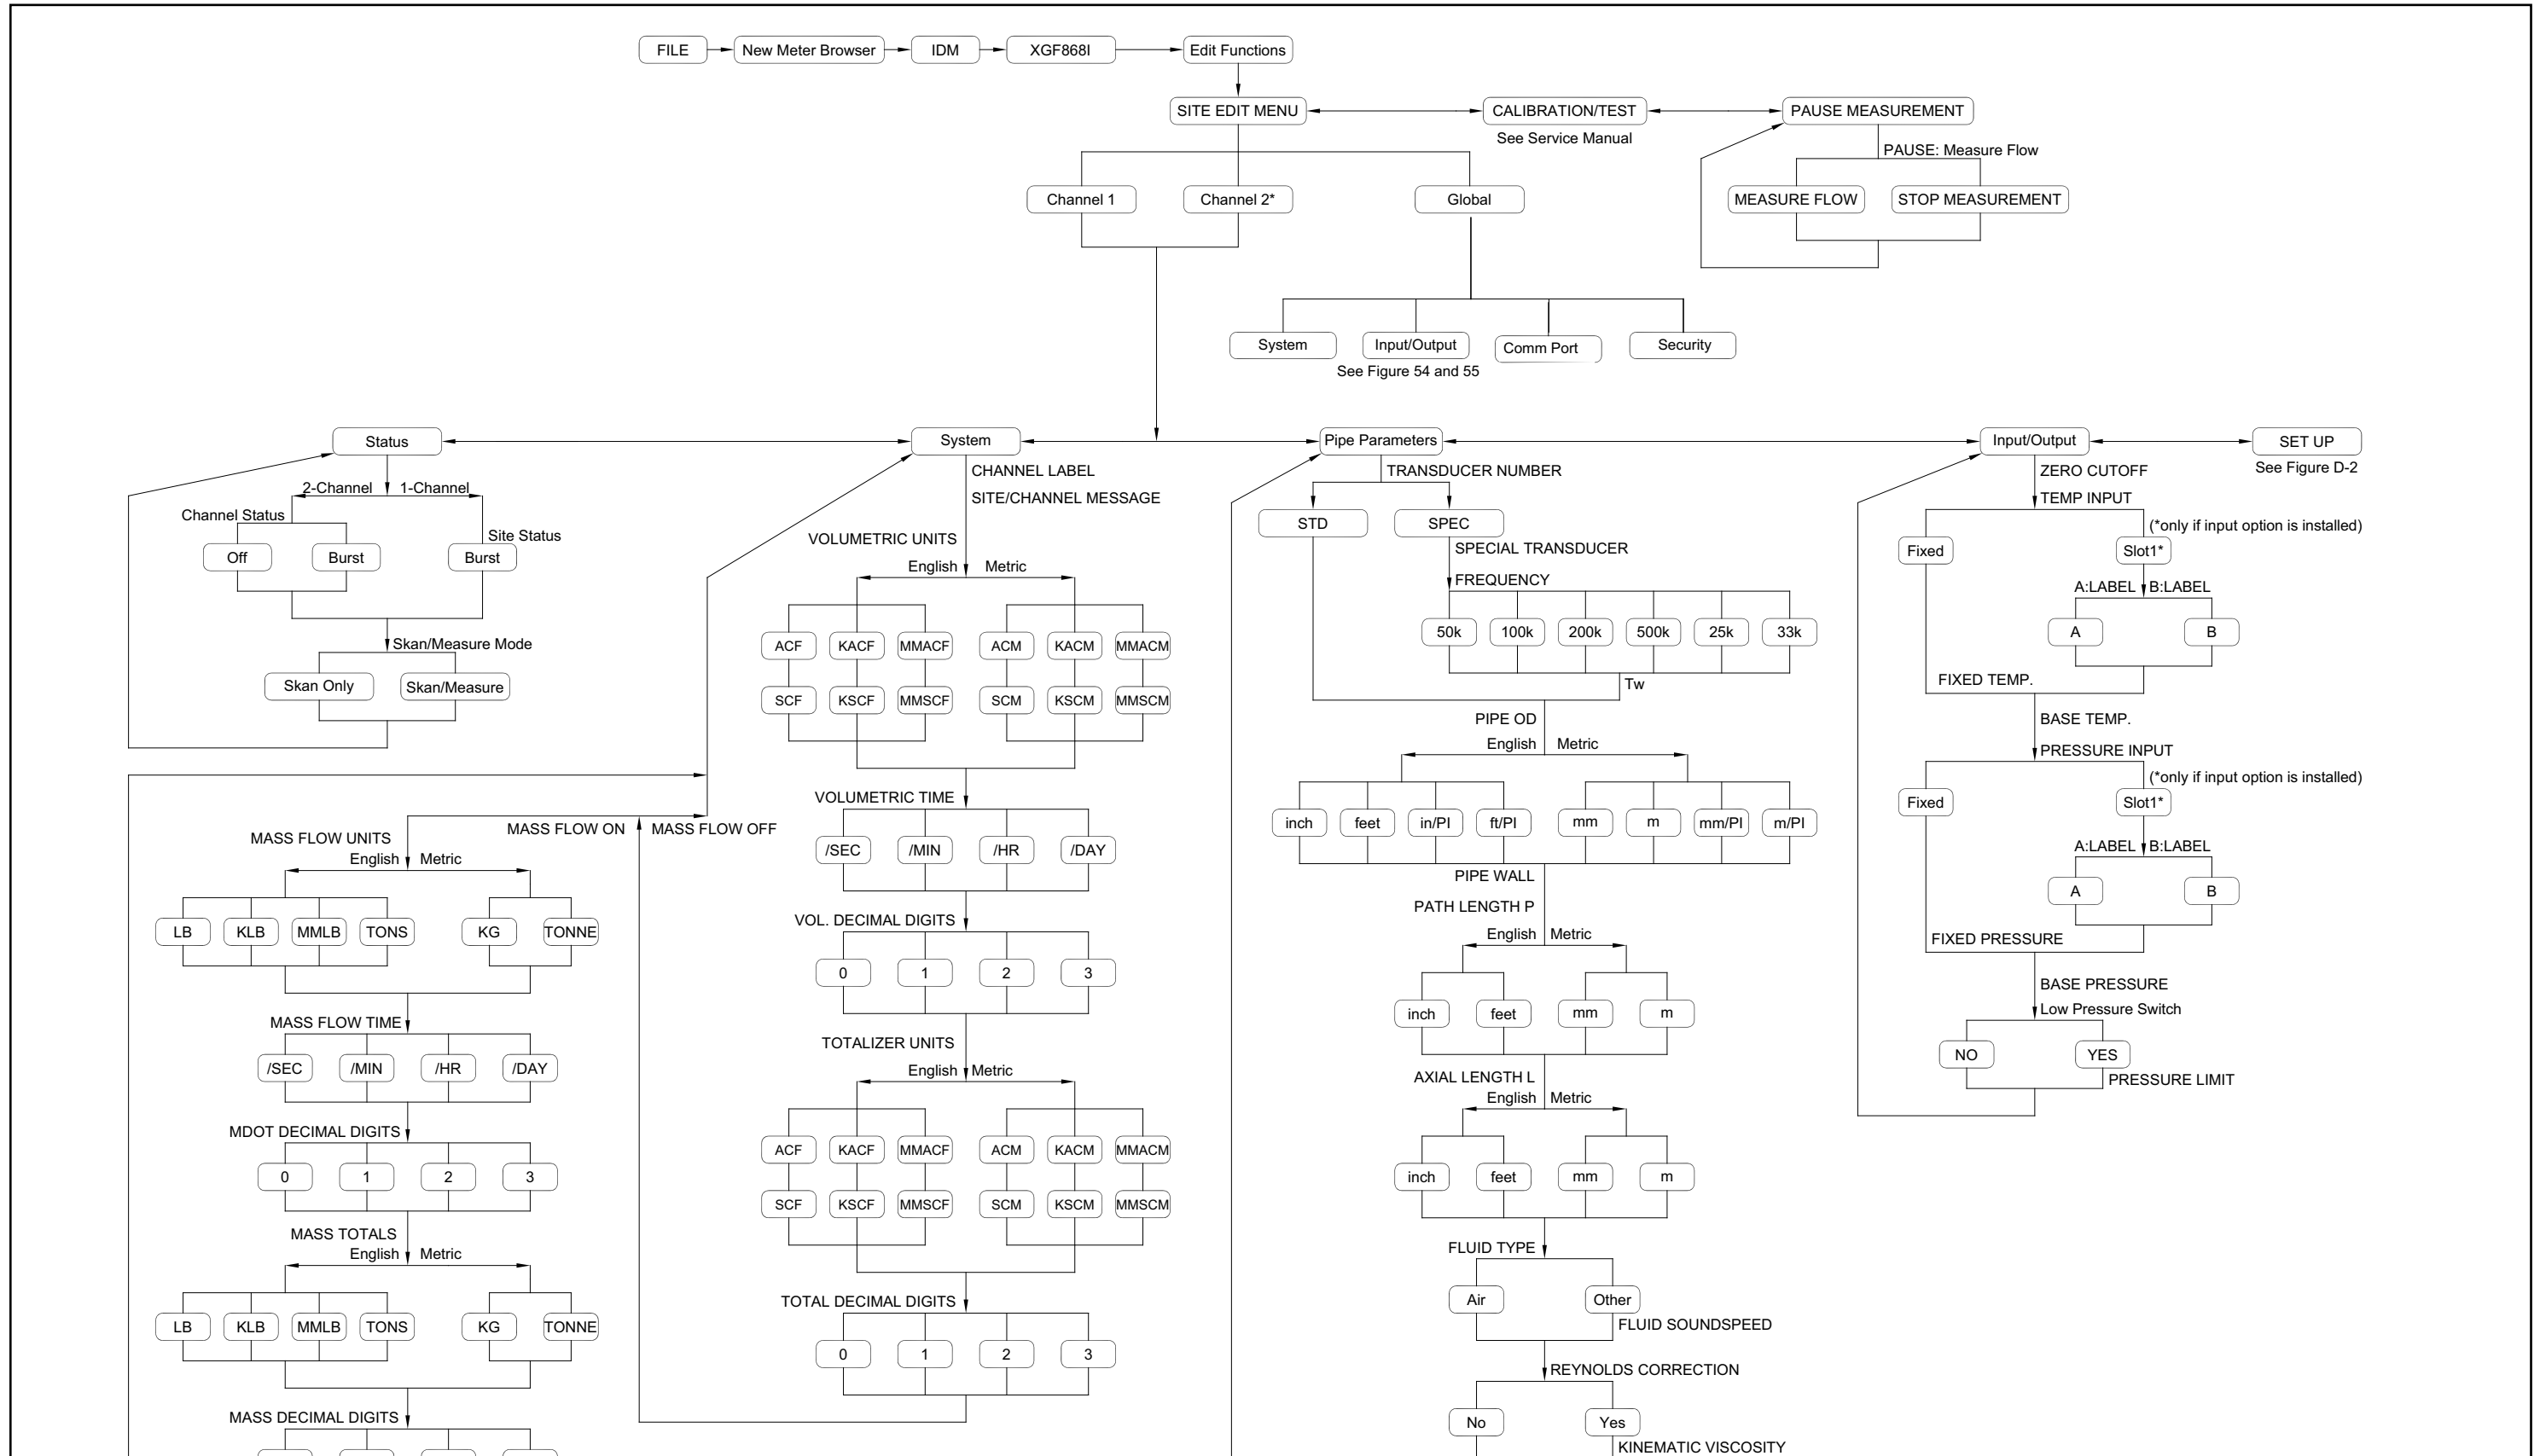 FILE
New Meter Browser
IDM
XGF868I
Edit Functions
SITE EDIT MENU
CALIBRATION/TEST
See Service Manual
PAUSE MEASUREMENT
PAUSE: Measure Flow
MEASURE FLOW
STOP MEASUREMENT
Channel 1
Channel 2*
Global
System
Input/Output
See Figure 54 and 55
Comm Port
Security
Status
System
Pipe Parameters
Input/Output
SET UP
See Figure D-2
2-Channel
1-Channel
Channel Status
Site Status
Off
Burst
Burst
Skan/Measure Mode
Skan Only
Skan/Measure
CHANNEL LABEL
SITE/CHANNEL MESSAGE
VOLUMETRIC UNITS
English
Metric
ACF
KACF
MMACF
ACM
KACM
MMACM
SCF
KSCF
MMSCF
SCM
KSCM
MMSCM
VOLUMETRIC TIME
/SEC
/MIN
/HR
/DAY
VOL. DECIMAL DIGITS
0
1
2
3
TOTALIZER UNITS
English
Metric
ACF
KACF
MMACF
ACM
KACM
MMACM
SCF
KSCF
MMSCF
SCM
KSCM
MMSCM
TOTAL DECIMAL DIGITS
0
1
2
3
MASS FLOW ON
MASS FLOW OFF
MASS FLOW UNITS
English
Metric
LB
KLB
MMLB
TONS
KG
TONNE
MASS FLOW TIME
/SEC
/MIN
/HR
/DAY
MDOT DECIMAL DIGITS
0
1
2
3
MASS TOTALS
English
Metric
LB
KLB
MMLB
TONS
KG
TONNE
MASS DECIMAL DIGITS
TRANSDUCER NUMBER
STD
SPEC
SPECIAL TRANSDUCER
FREQUENCY
50k
100k
200k
500k
25k
33k
Tw
PIPE OD
English
Metric
inch
feet
in/PI
ft/PI
mm
m
mm/PI
m/PI
PIPE WALL
PATH LENGTH P
English
Metric
inch
feet
mm
m
AXIAL LENGTH L
English
Metric
inch
feet
mm
m
FLUID TYPE
Air
Other
FLUID SOUNDSPEED
REYNOLDS CORRECTION
No
Yes
KINEMATIC VISCOSITY
ZERO CUTOFF
TEMP INPUT
(*only if input option is installed)
Fixed
Slot1*
A:LABEL
B:LABEL
A
B
FIXED TEMP.
BASE TEMP.
PRESSURE INPUT
(*only if input option is installed)
Fixed
Slot1*
A:LABEL
B:LABEL
A
B
FIXED PRESSURE
BASE PRESSURE
Low Pressure Switch
NO
YES
PRESSURE LIMIT